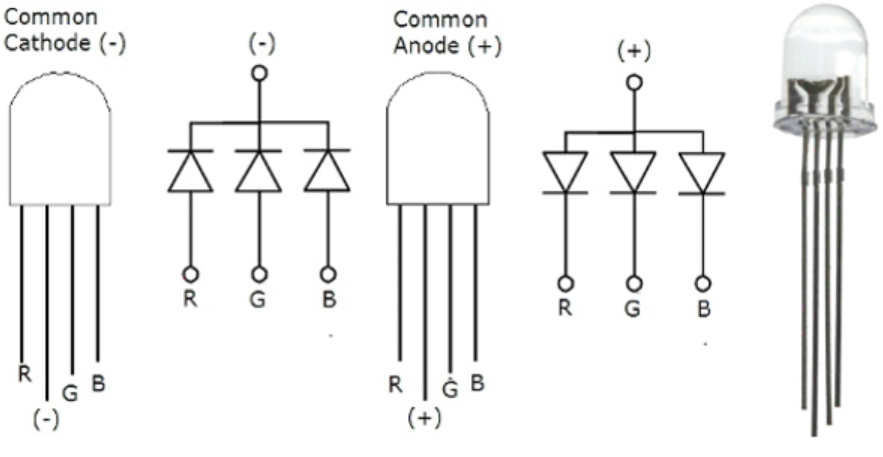 Common
Cathode (-)
(-)
R
G
B
R
(-)
G
B
Common
Anode (+)
(+)
R
G
B
R
(+)
G
B